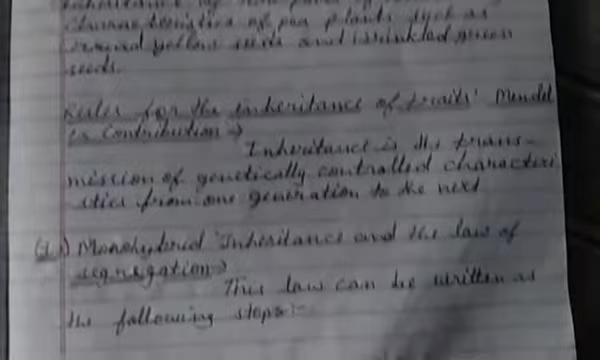 characteristics of pea plants such as
round yellow seeds and wrinkled green
seeds.
Rules for the inheritance of traits' Mendel
's Contribution →
Inheritance is the trans-
mission of genetically controlled characteri
stics from one generation to the next
(1.) Monohybrid Inheritance and the law of
segregation →
This law can be written as
the following steps:-